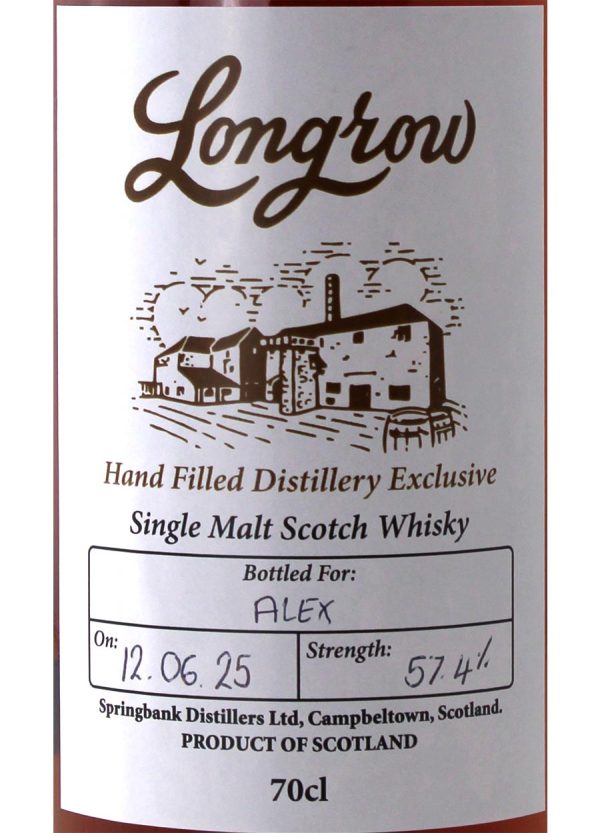 Longrow
Hand Filled Distillery Exclusive
Single Malt Scotch Whisky
Bottled For:
ALEX
On: 12.06.25
Strength: 57.4%
Springbank Distillers Ltd, Campbeltown, Scotland.
PRODUCT OF SCOTLAND
70cl